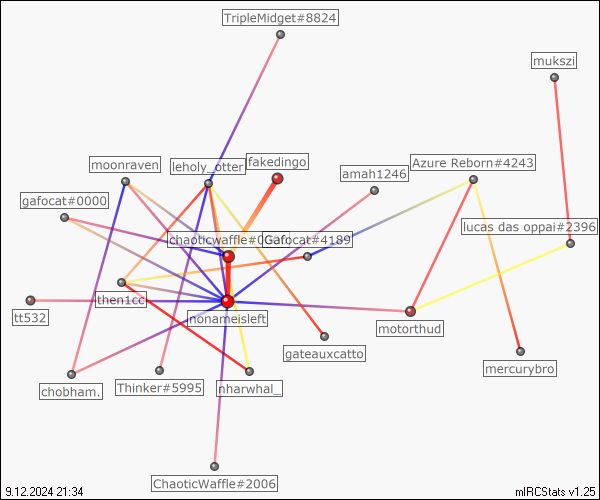 TripleMidget#8824
mukszi
moonraven
leholy_otter
fakedingo
Azure Reborn#4243
amah1246
gafocat#0000
lucas das oppai#2396
chaoticwaffle#0
Gafocat#4189
then1cc
tt532
nonameisleft
motorthud
gateauxcatto
mercurybro
chobham.
Thinker#5995
nharwhal_
ChaoticWaffle#2006
9.12.2024 21:34
mIRCStats v1.25